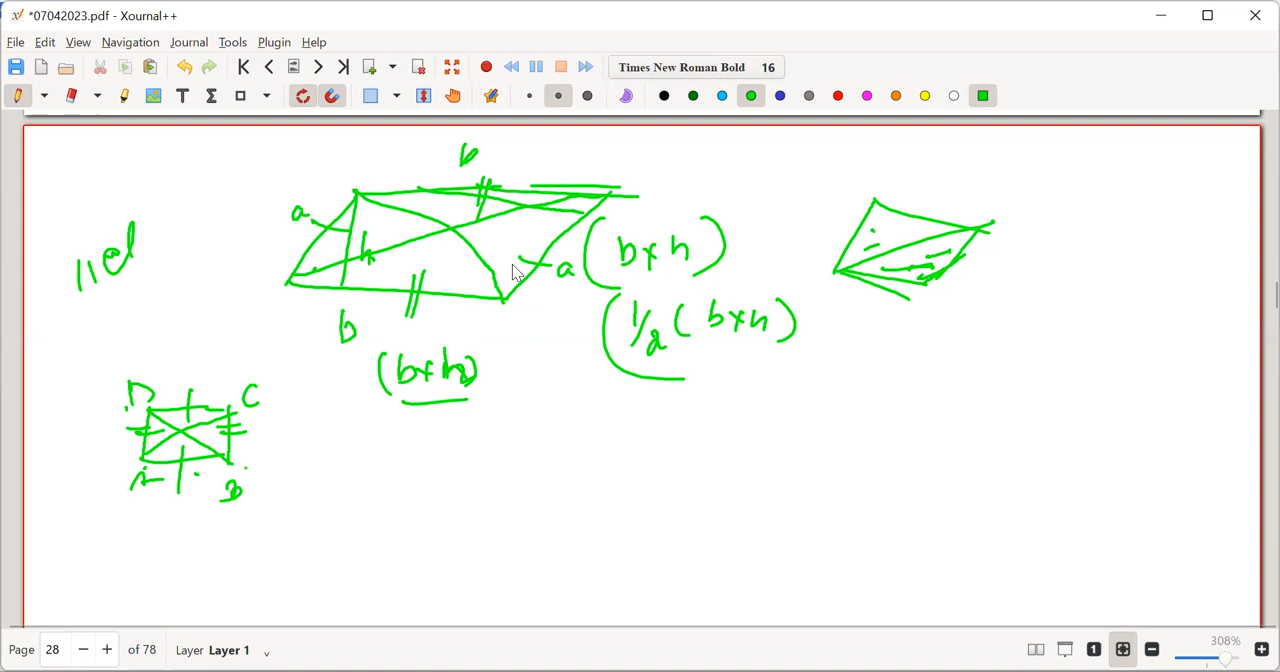 *07042023.pdf - Xournal++
File Edit View Navigation Journal Tools Plugin Help
Times New Roman Bold 16
b
a
h
||el
a
(b×h)
b
(1/2 (b×h)
(b×h)
D C
A B
Page 28 of 78 Layer Layer 1
308%